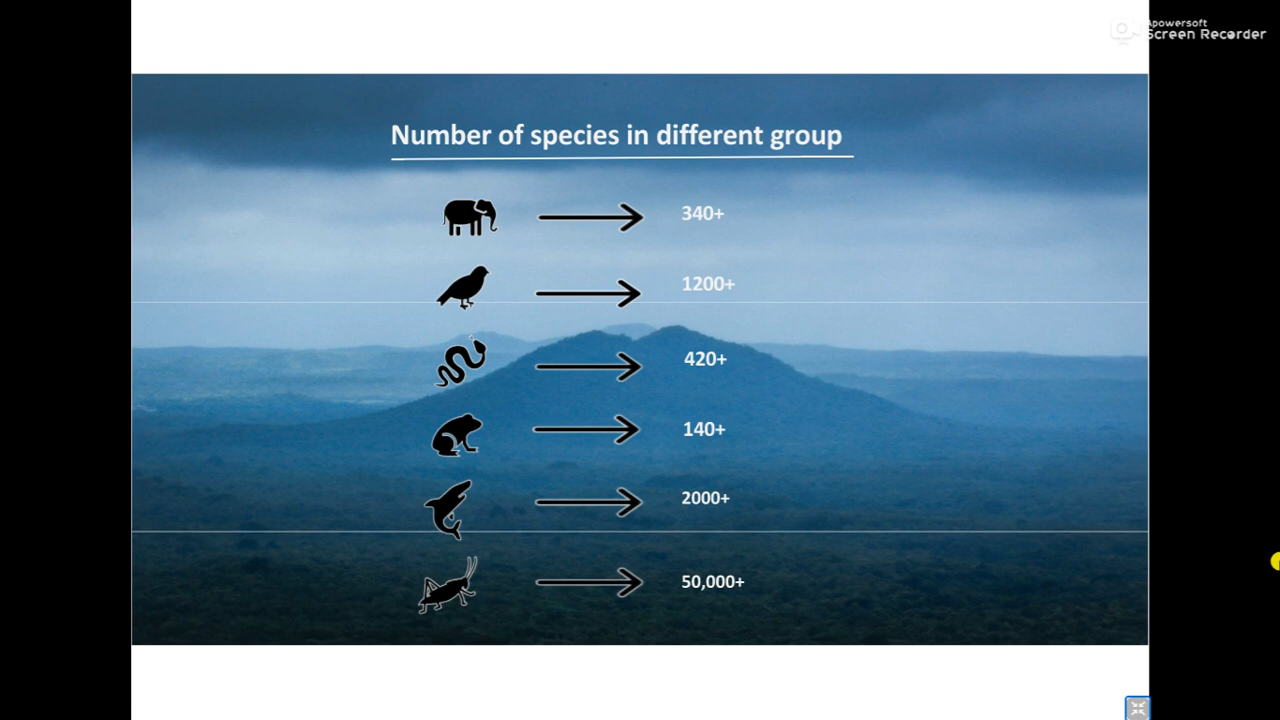 Apowersoft
Screen Recorder
Number of species in different group
340+
1200+
420+
140+
2000+
50,000+